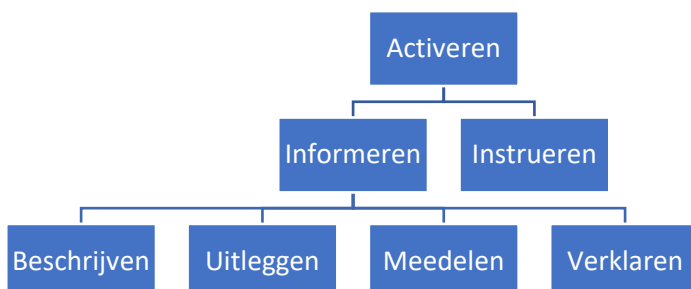 Activeren
Informeren
Instrueren
Beschrijven
Uitleggen
Meedelen
Verklaren